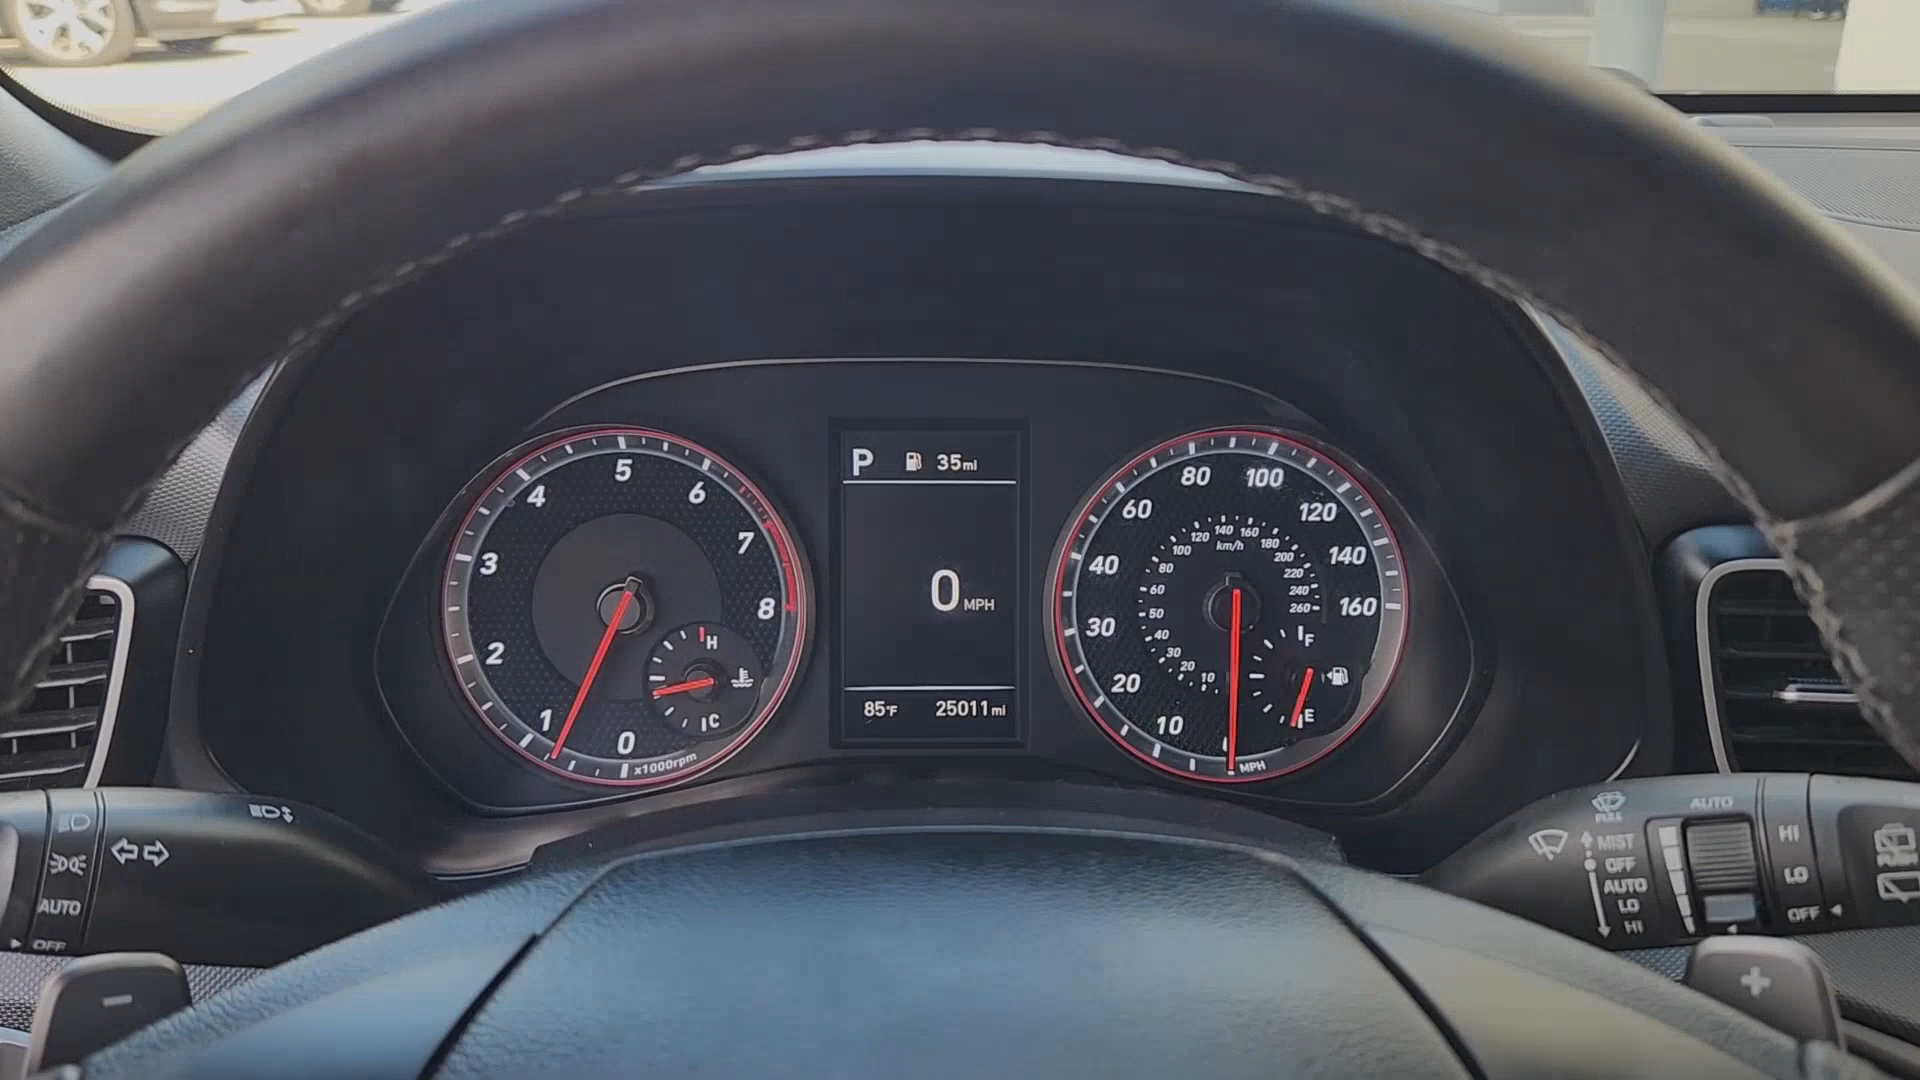 P 35mi
0 MPH
85°F 25011mi
5
4 6
3 7
2 8
1 0
x1000rpm
H
C
80 100
60 120
40 140
30 160
20
10
MPH
140 160
120 km/h 180
100 200
80 220
60 240
50 260
40
30
20 10
F
E
AUTO
OFF
PULL
AUTO
MIST
OFF
AUTO
LO
HI
HI
LO
OFF
PUSH
-
+